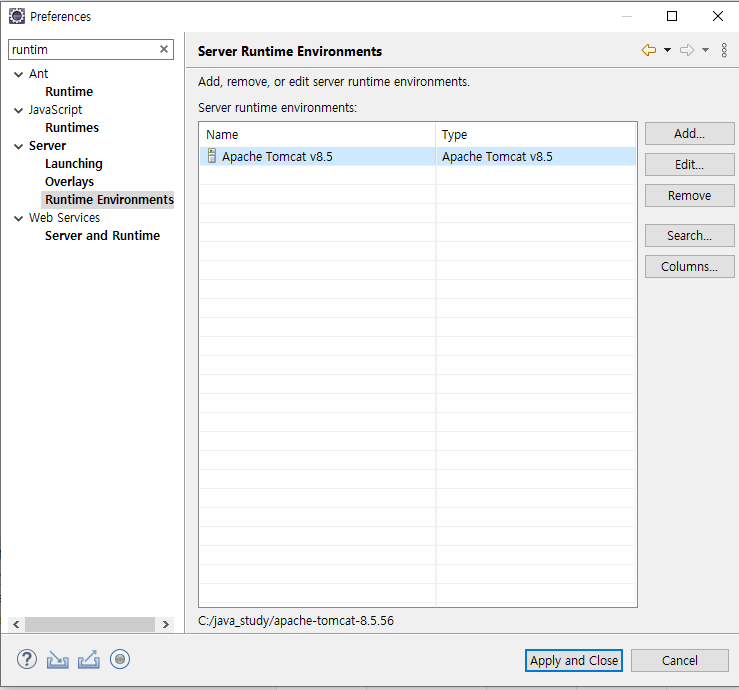 Preferences
runtim
Server Runtime Environments
Ant
Runtime
JavaScript
Runtimes
Server
Launching
Overlays
Runtime Environments
Web Services
Server and Runtime
Add, remove, or edit server runtime environments.
Server runtime environments:
Name Type
Apache Tomcat v8.5 Apache Tomcat v8.5
Add...
Edit...
Remove
Search...
Columns...
C:/java_study/apache-tomcat-8.5.56
?
Apply and Close Cancel